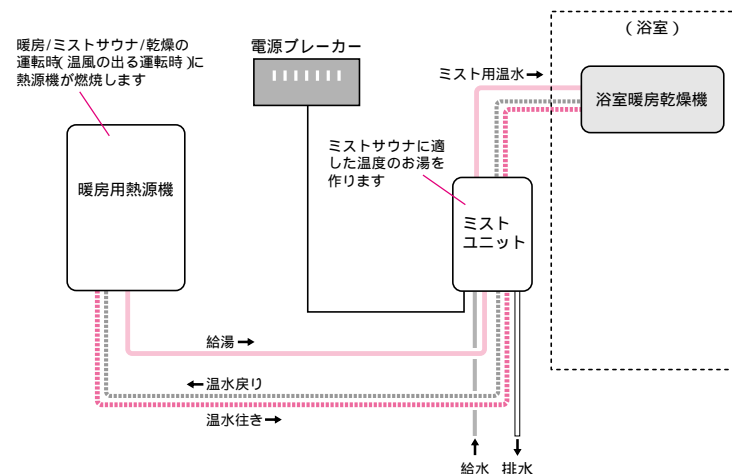 （浴室）
暖房/ミストサウナ/乾燥の
運転時（温風の出る運転時）に
熱源機が燃焼します
電源ブレーカー
ミスト用温水→
浴室暖房乾燥機
ミストサウナに適
した温度のお湯を
作ります
暖房用熱源機
ミスト
ユニット
給湯→
←温水戻り
温水往き→
↑
給水
↓
排水